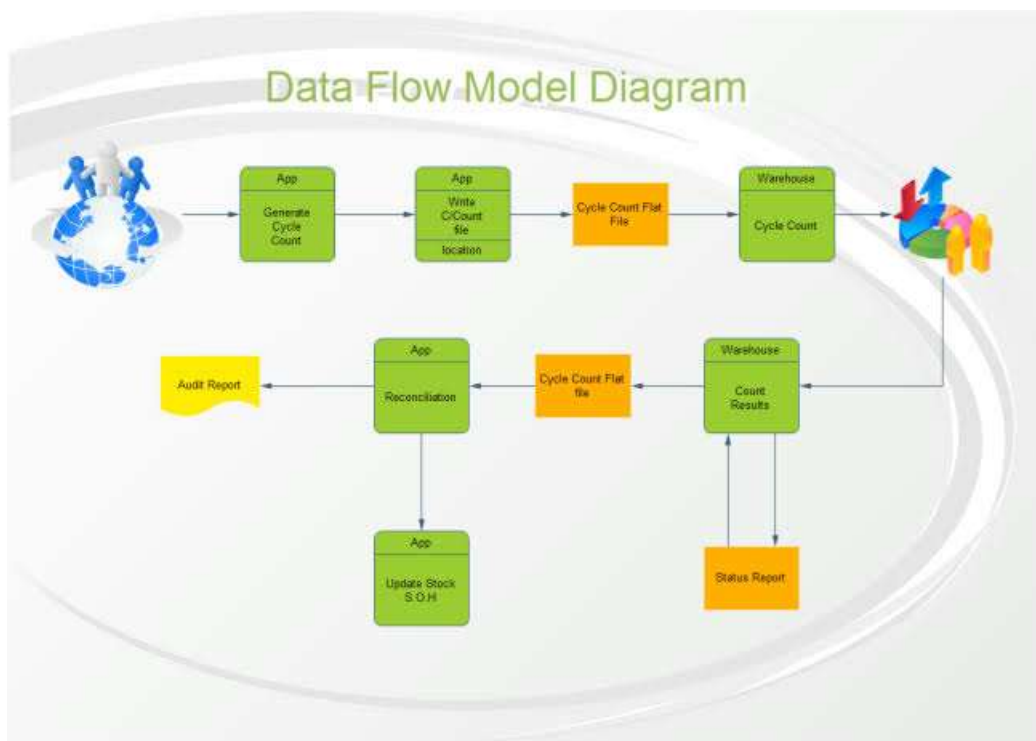 Data Flow Model Diagram
App
Generate
Cycle
Count
App
Write
C/Count
file
location
Cycle Count Flat
File
Warehouse
Cycle Count
Audit Report
App
Reconciliation
Cycle Count Flat
file
Warehouse
Count
Results
App
Update Stock
S.O.H
Status Report